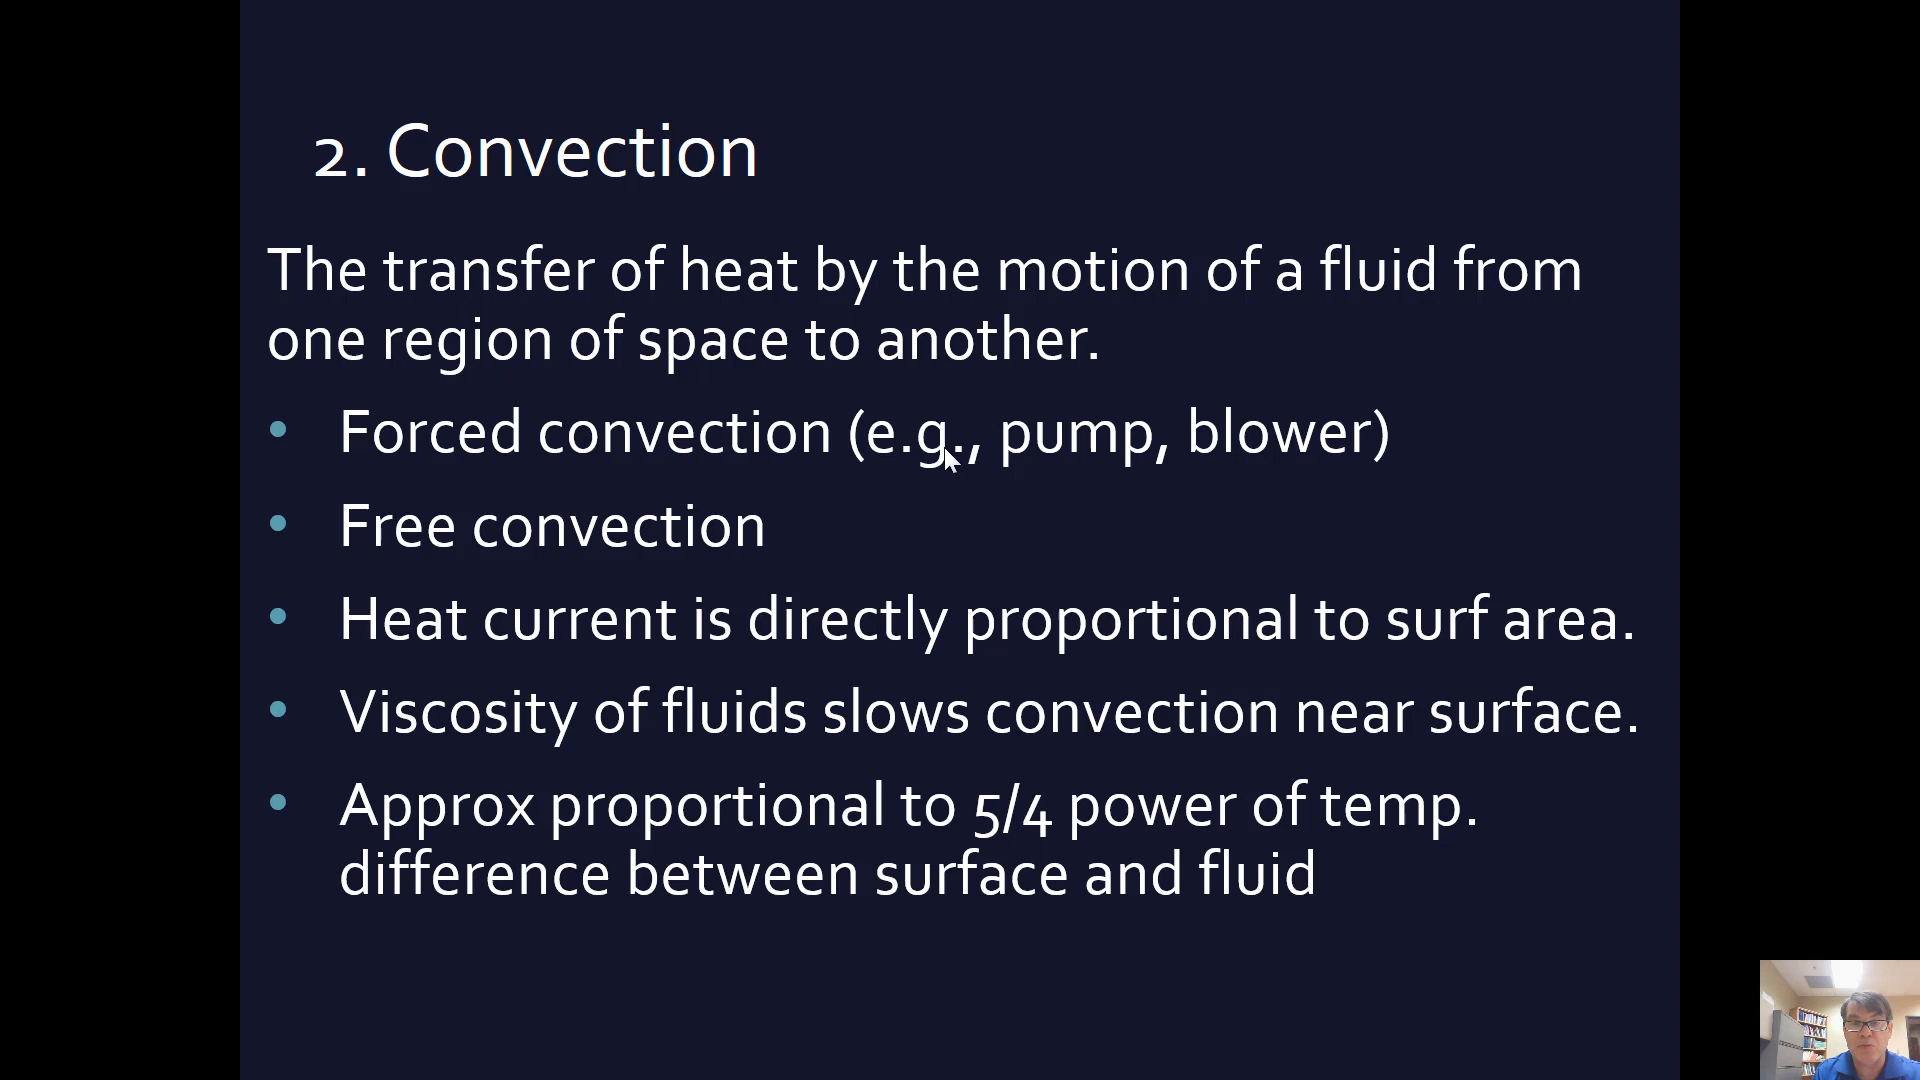 2. Convection
The transfer of heat by the motion of a fluid from
one region of space to another.
• Forced convection (e.g., pump, blower)
• Free convection
• Heat current is directly proportional to surf area.
• Viscosity of fluids slows convection near surface.
• Approx proportional to 5/4 power of temp.
difference between surface and fluid